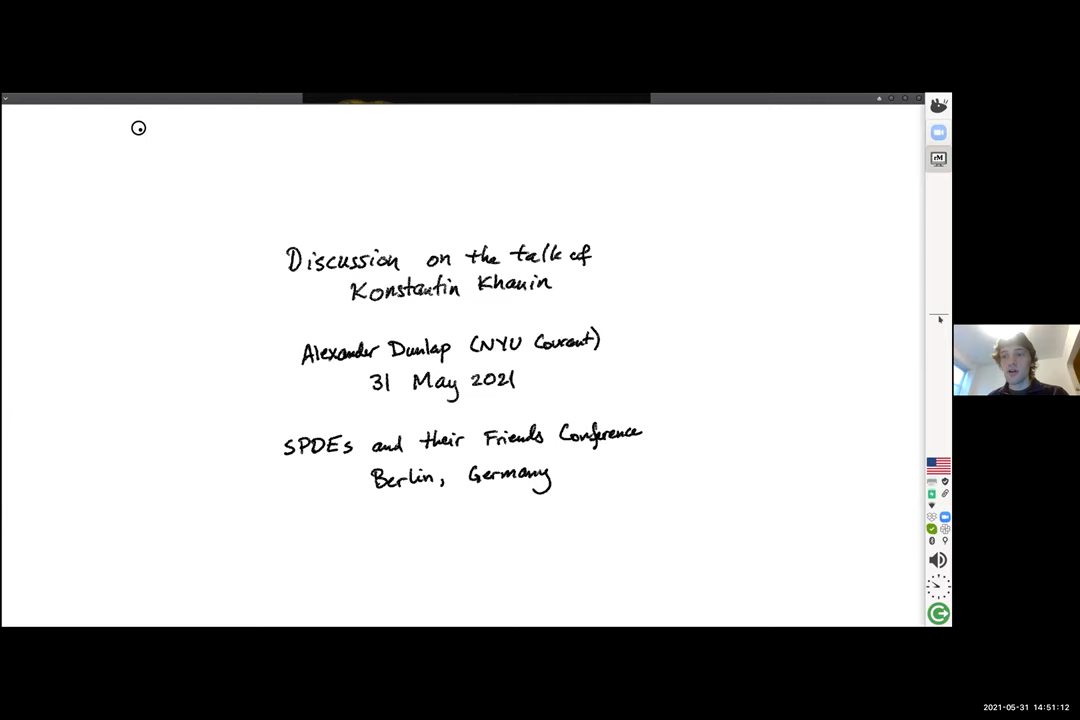 Discussion on the talk of
Konstantin Khanin
Alexander Dunlap (NYU Courant)
31 May 2021
SPDEs and their Friends Conference
Berlin, Germany
rM
2021-05-31 14:51:12